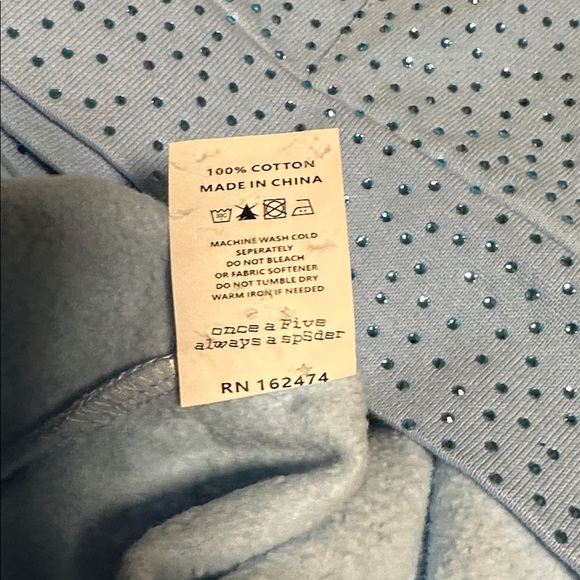 100% COTTON
MADE IN CHINA
MACHINE WASH COLD
SEPERATELY
DO NOT BLEACH
OR FABRIC SOFTENER
DO NOT TUMBLE DRY
WARM IRON IF NEEDED
once a Five
always a sp5der
RN 162474